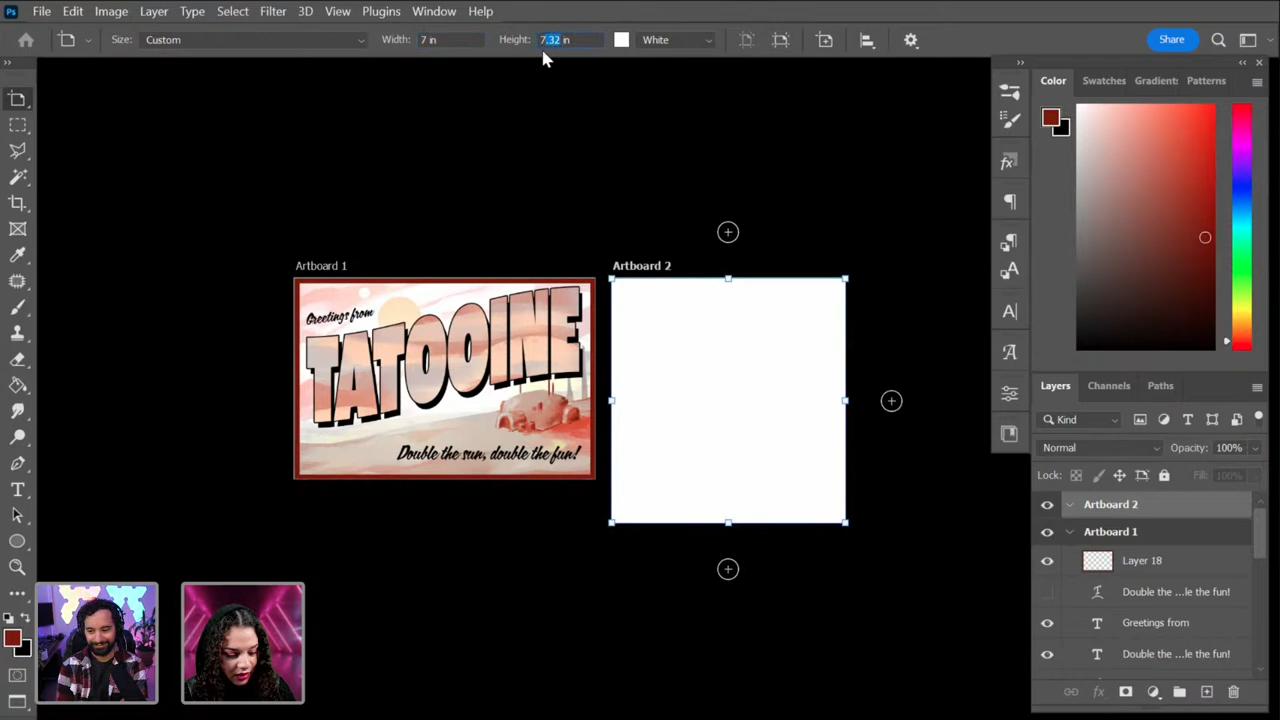 Ps File Edit Image Layer Type Select Filter 3D View Plugins Window Help
Size: Custom Width: 7 in Height: 7.32 in White Share
Color Swatches Gradient Patterns
Artboard 1
Artboard 2
Greetings from
TATOOINE
Double the sun, double the fun!
Layers Channels Paths
Kind
Normal Opacity: 100%
Lock: Fill: 100%
Artboard 2
Artboard 1
Layer 18
Double the ...le the fun!
Greetings from
Double the ...le the fun!